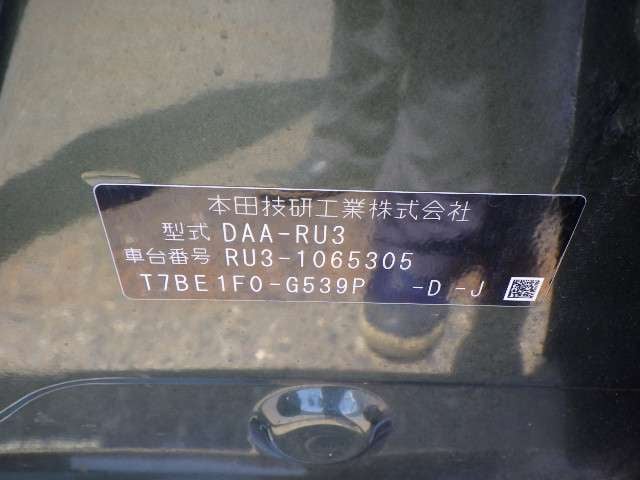 本田技研工業株式会社
型式 DAA-RU3
車台番号 RU3-1065305
T7BE1F0-G539P -D -J